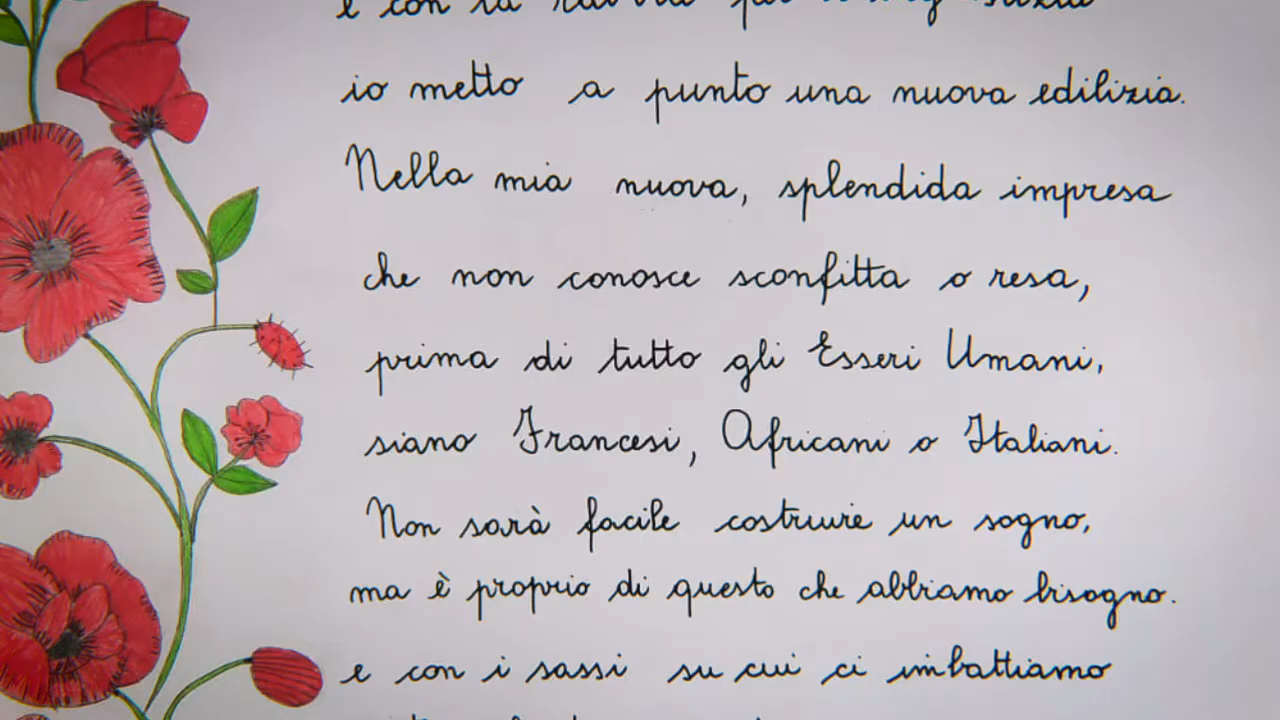 e con la
io metto a punto una nuova edilizia.
Nella mia nuova, splendida impresa
che non conosce sconfitta o resa,
prima di tutto gli Esseri Umani,
siano Francesi, Africani o Italiani.
Non sarà facile costruire un sogno,
ma è proprio di questo che abbiamo bisogno.
e con i sassi su cui ci imbattiamo